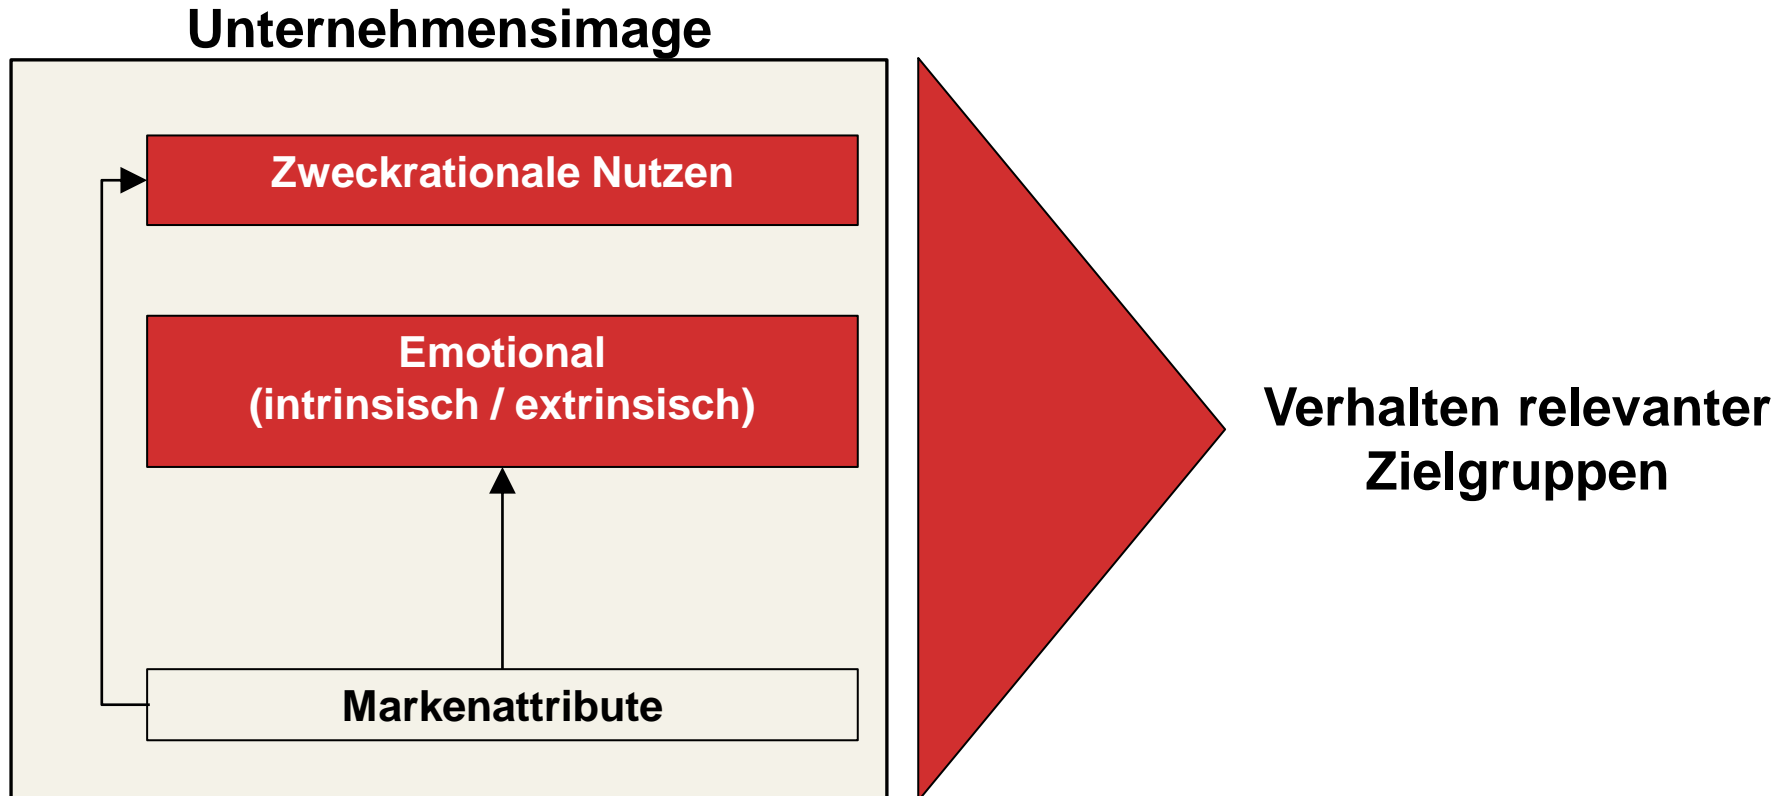 Unternehmensimage
Zweckrationale Nutzen
Emotional
(intrinsisch / extrinsisch)
Markenattribute
Verhalten relevanter
Zielgruppen